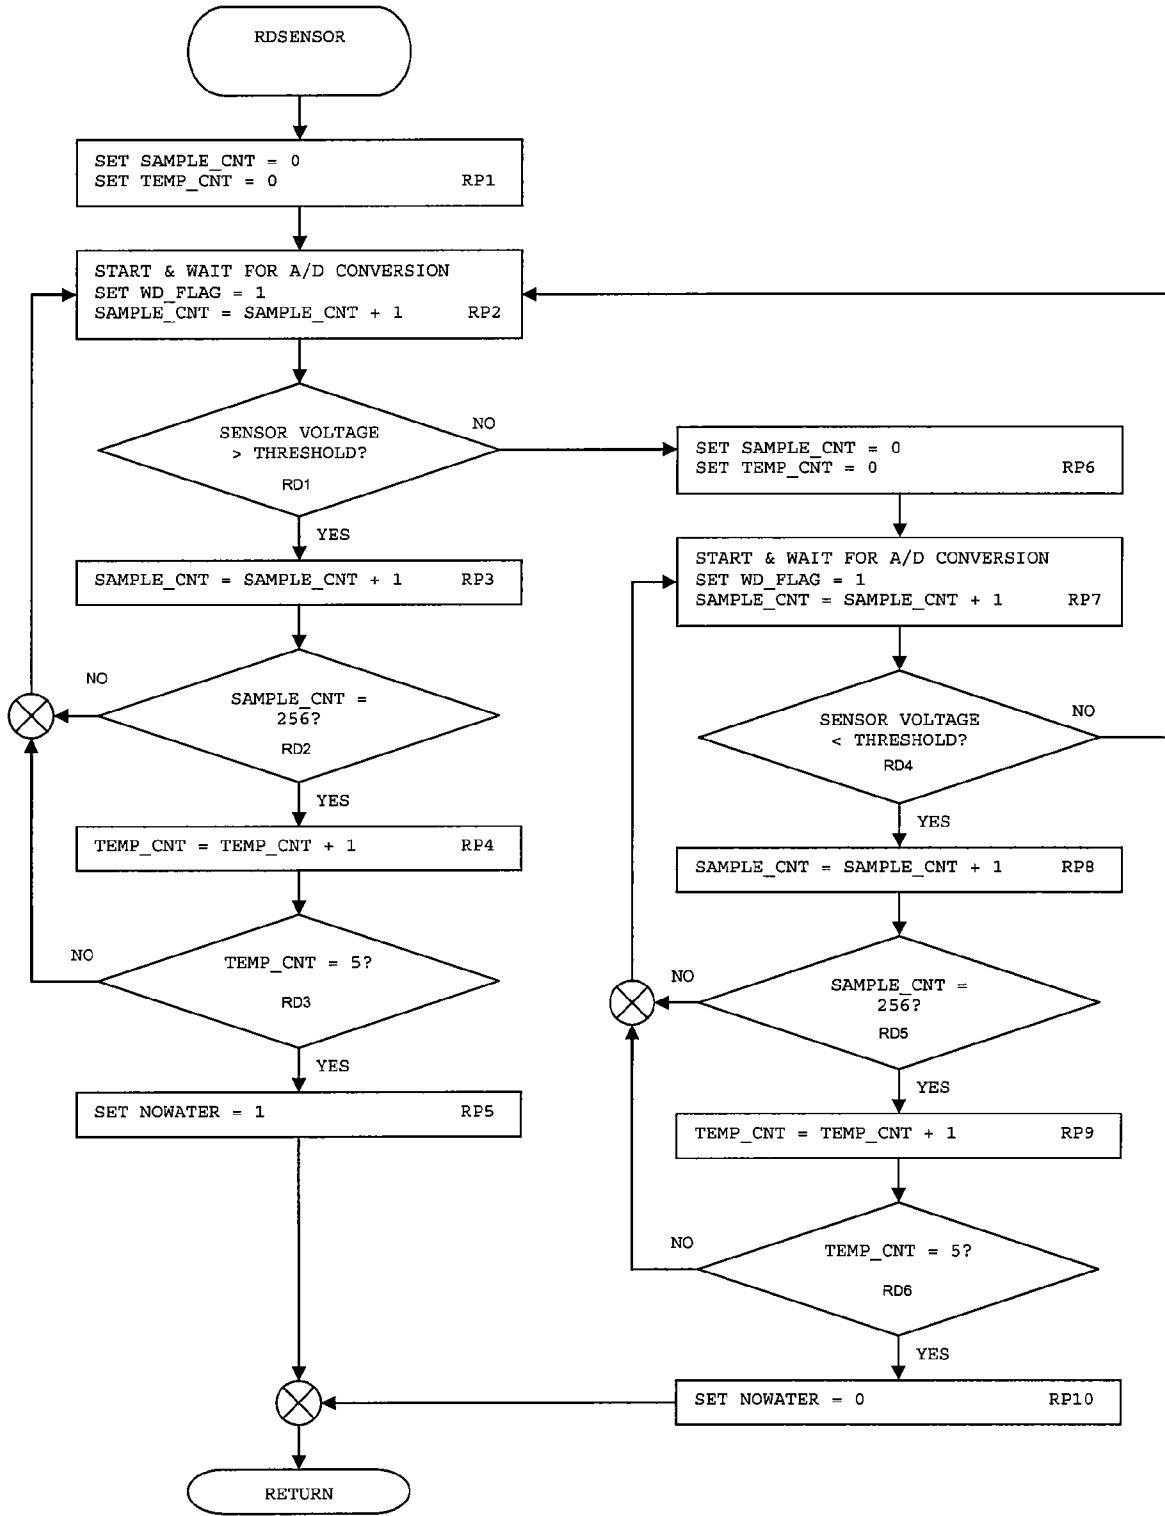 RDSENSOR
SET SAMPLE_CNT = 0
SET TEMP_CNT = 0 RP1
START & WAIT FOR A/D CONVERSION
SET WD_FLAG = 1
SAMPLE_CNT = SAMPLE_CNT + 1 RP2
SENSOR VOLTAGE
> THRESHOLD?
RD1
NO
YES
SAMPLE_CNT = SAMPLE_CNT + 1 RP3
SAMPLE_CNT =
256?
RD2
NO
YES
TEMP_CNT = TEMP_CNT + 1 RP4
TEMP_CNT = 5?
RD3
NO
YES
SET NOWATER = 1 RP5
SET SAMPLE_CNT = 0
SET TEMP_CNT = 0 RP6
START & WAIT FOR A/D CONVERSION
SET WD_FLAG = 1
SAMPLE_CNT = SAMPLE_CNT + 1 RP7
SENSOR VOLTAGE
< THRESHOLD?
RD4
NO
YES
SAMPLE_CNT = SAMPLE_CNT + 1 RP8
SAMPLE_CNT =
256?
RD5
NO
YES
TEMP_CNT = TEMP_CNT + 1 RP9
TEMP_CNT = 5?
RD6
NO
YES
SET NOWATER = 0 RP10
RETURN